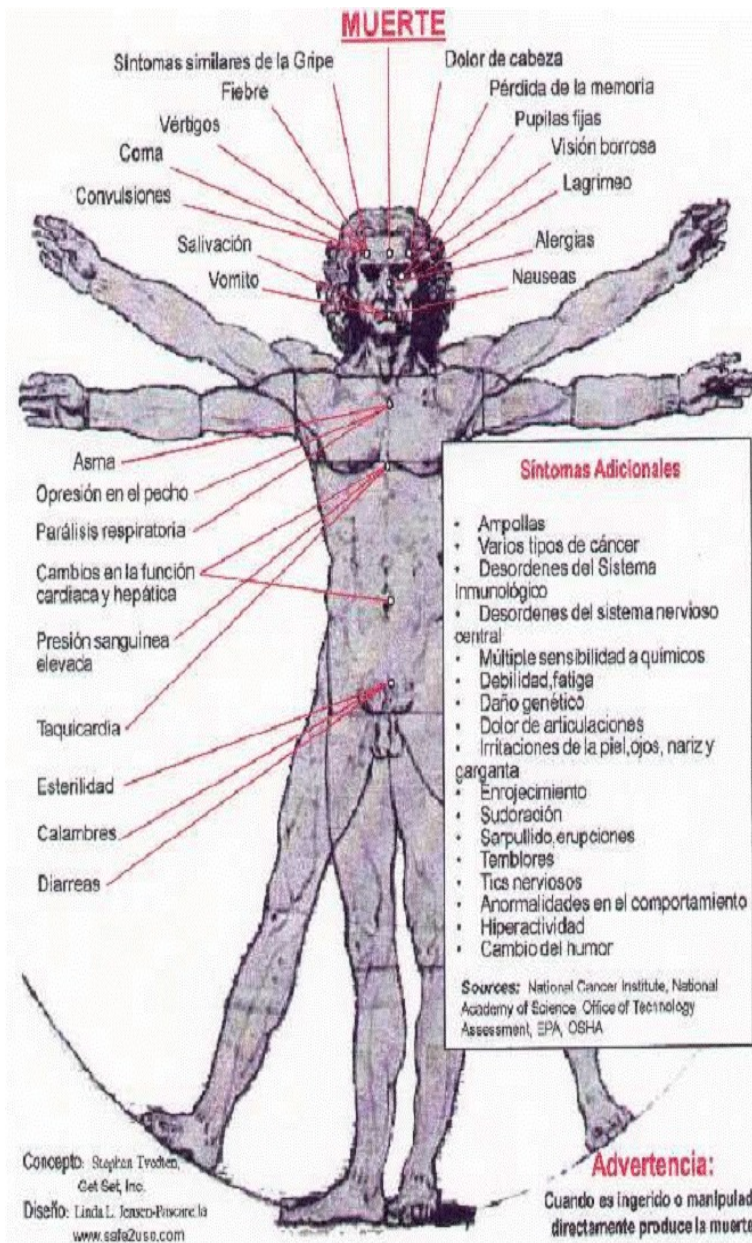 MUERTE
Síntomas similares de la Gripe
Fiebre
Vértigos
Coma
Convulsiones
Salivación
Vomito
Dolor de cabeza
Pérdida de la memoria
Pupilas fijas
Visión borrosa
Lagrimeo
Alergias
Nauseas
Asma
Opresión en el pecho
Parálisis respiratoria
Cambios en la función
cardiaca y hepática
Presión sanguinea
elevada
Taquicardia
Esterilidad
Calambres
Diarreas
Síntomas Adicionales
• Ampollas
• Varios tipos de cáncer
• Desordenes del Sistema
Inmunológico
• Desordenes del sistema nervioso
central
• Múltiple sensibilidad a químicos
• Debilidad,fatiga
• Daño genético
• Dolor de articulaciones
• Irritaciones de la piel,ojos, nariz y
garganta
• Enrojecimiento
• Sudoración
• Sarpullido,erupciones
• Temblores
• Tics nerviosos
• Anormalidades en el comportamiento
• Hiperactividad
• Cambio del humor
Sources: National Cancer Institute, National
Academy of Science Office of Technology
Assessment, EPA, OSHA
Concepto: Stephen Tvedten,
Get Set, Inc.
Diseño: Linda L. Jensen-Pascarella
www.safe2use.com
Advertencia:
Cuando es ingerido o manipulad
directamente produce la muerte